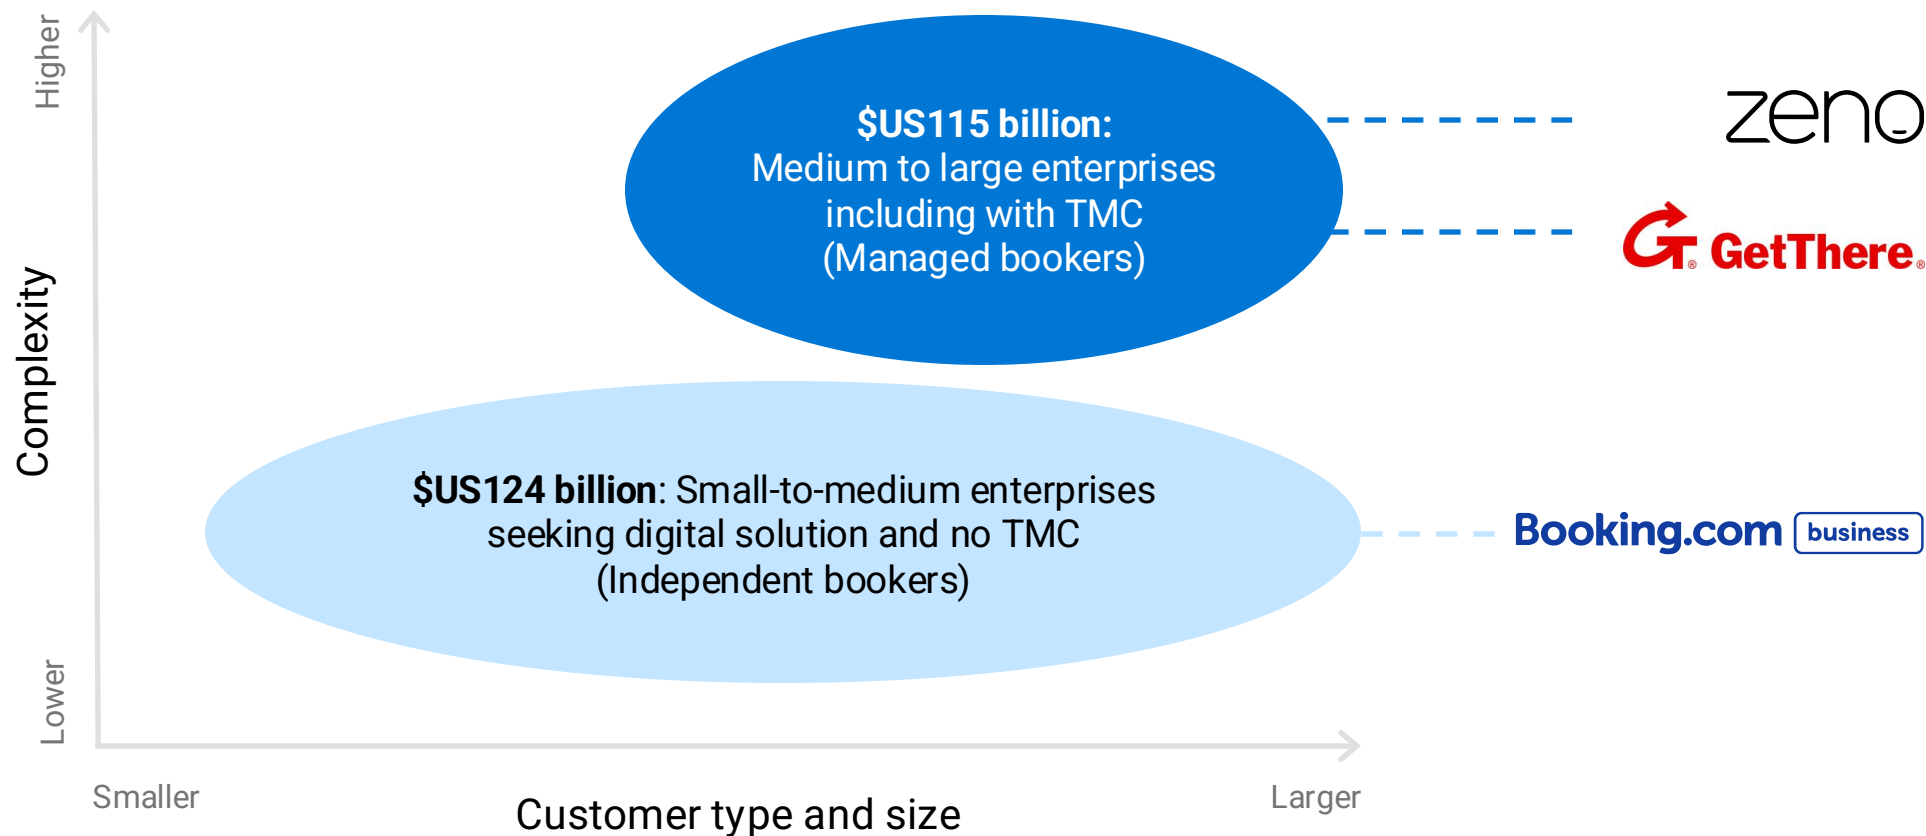 Higher
$US115 billion:
Medium to large enterprises
including with TMC
(Managed bookers)
zeno
GT® GetThere®
Complexity
$US124 billion: Small-to-medium enterprises
seeking digital solution and no TMC
(Independent bookers)
Booking.com business
Lower
Smaller
Customer type and size
Larger